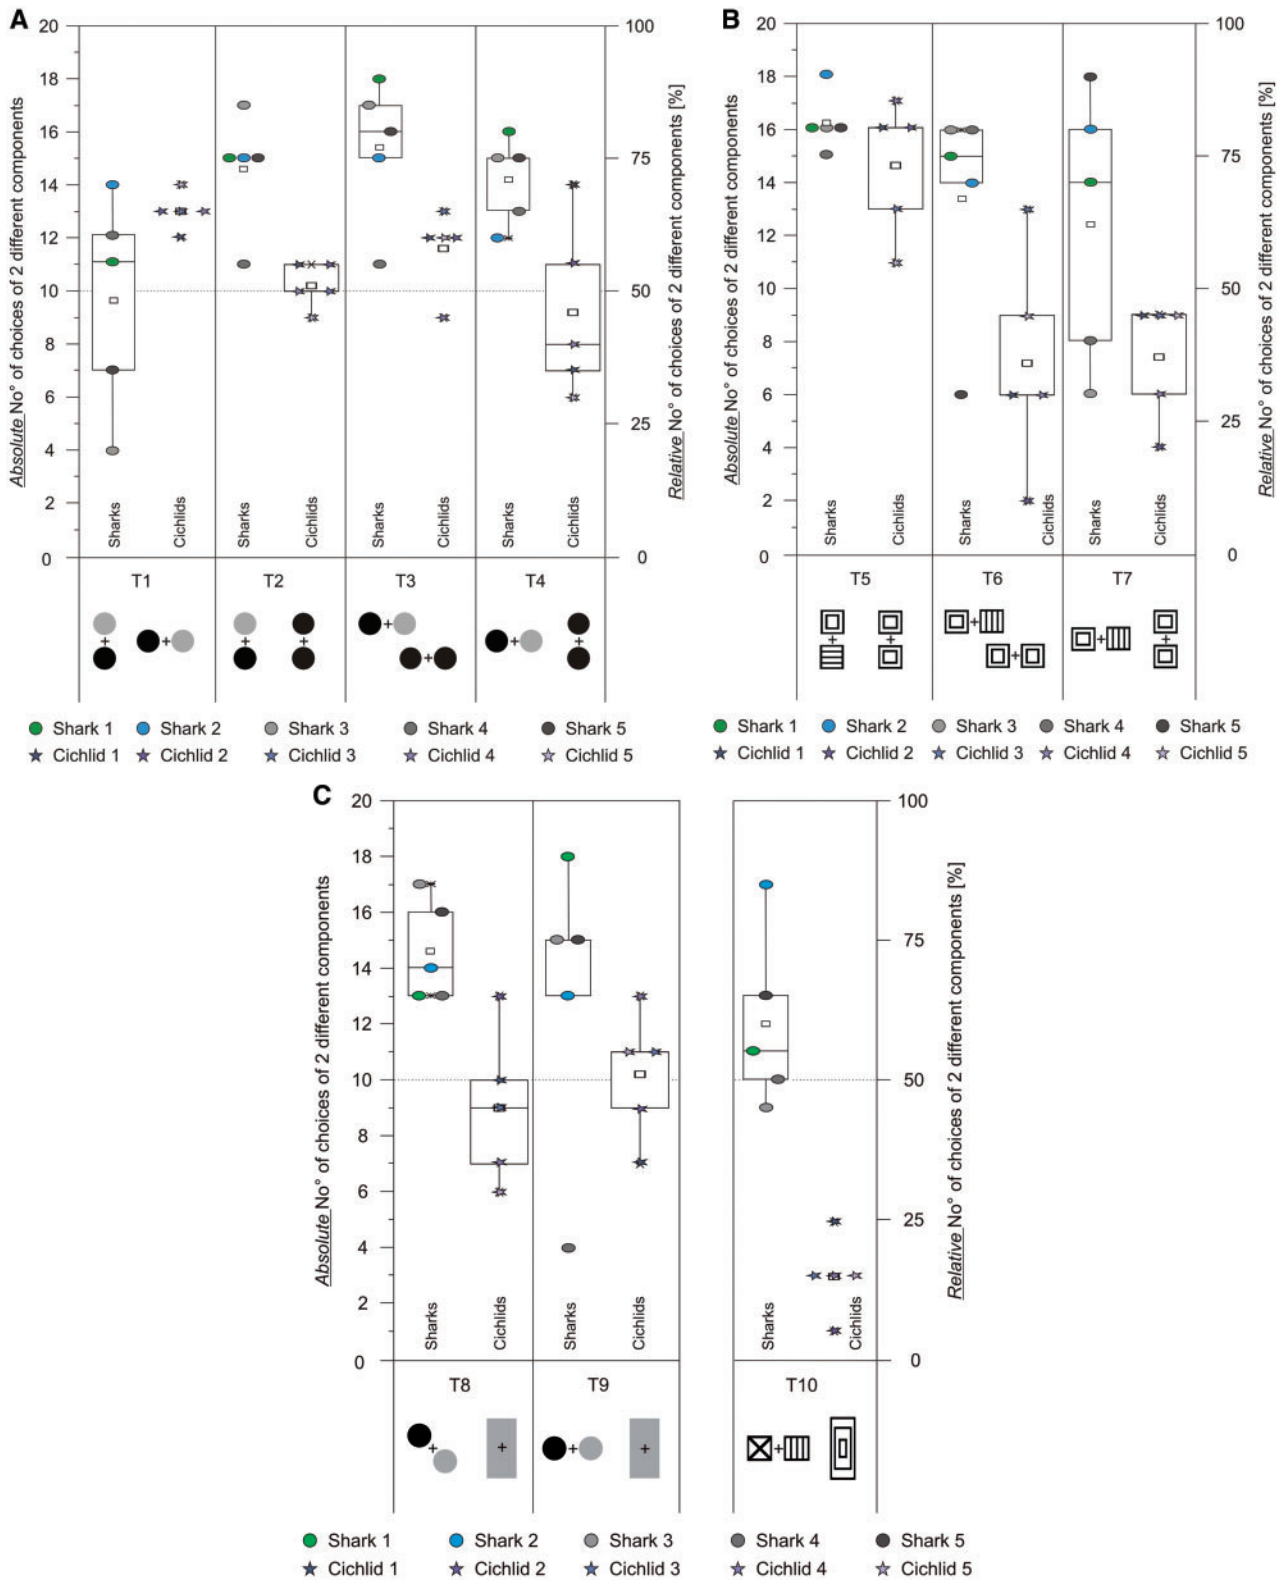 A
20
18
16
14
12
10
8
6
4
2
0
Absolute No° of choices of 2 different components
100
75
50
25
0
Relative No° of choices of 2 different components [%]
Sharks
Cichlids
Sharks
Cichlids
Sharks
Cichlids
Sharks
Cichlids
T1 T2 T3 T4
+ + + + + + + +
Shark 1 Shark 2 Shark 3 Shark 4 Shark 5
Cichlid 1 Cichlid 2 Cichlid 3 Cichlid 4 Cichlid 5
B
20
18
16
14
12
10
8
6
4
2
0
Absolute No° of choices of 2 different components
100
75
50
25
0
Relative No° of choices of 2 different components [%]
Sharks
Cichlids
Sharks
Cichlids
Sharks
Cichlids
T5 T6 T7
+ + + + + +
Shark 1 Shark 2 Shark 3 Shark 4 Shark 5
Cichlid 1 Cichlid 2 Cichlid 3 Cichlid 4 Cichlid 5
C
20
18
16
14
12
10
8
6
4
2
0
Absolute No° of choices of 2 different components
100
75
50
25
0
Relative No° of choices of 2 different components [%]
Sharks
Cichlids
Sharks
Cichlids
Sharks
Cichlids
T8 T9 T10
+ + + + +
Shark 1 Shark 2 Shark 3 Shark 4 Shark 5
Cichlid 1 Cichlid 2 Cichlid 3 Cichlid 4 Cichlid 5